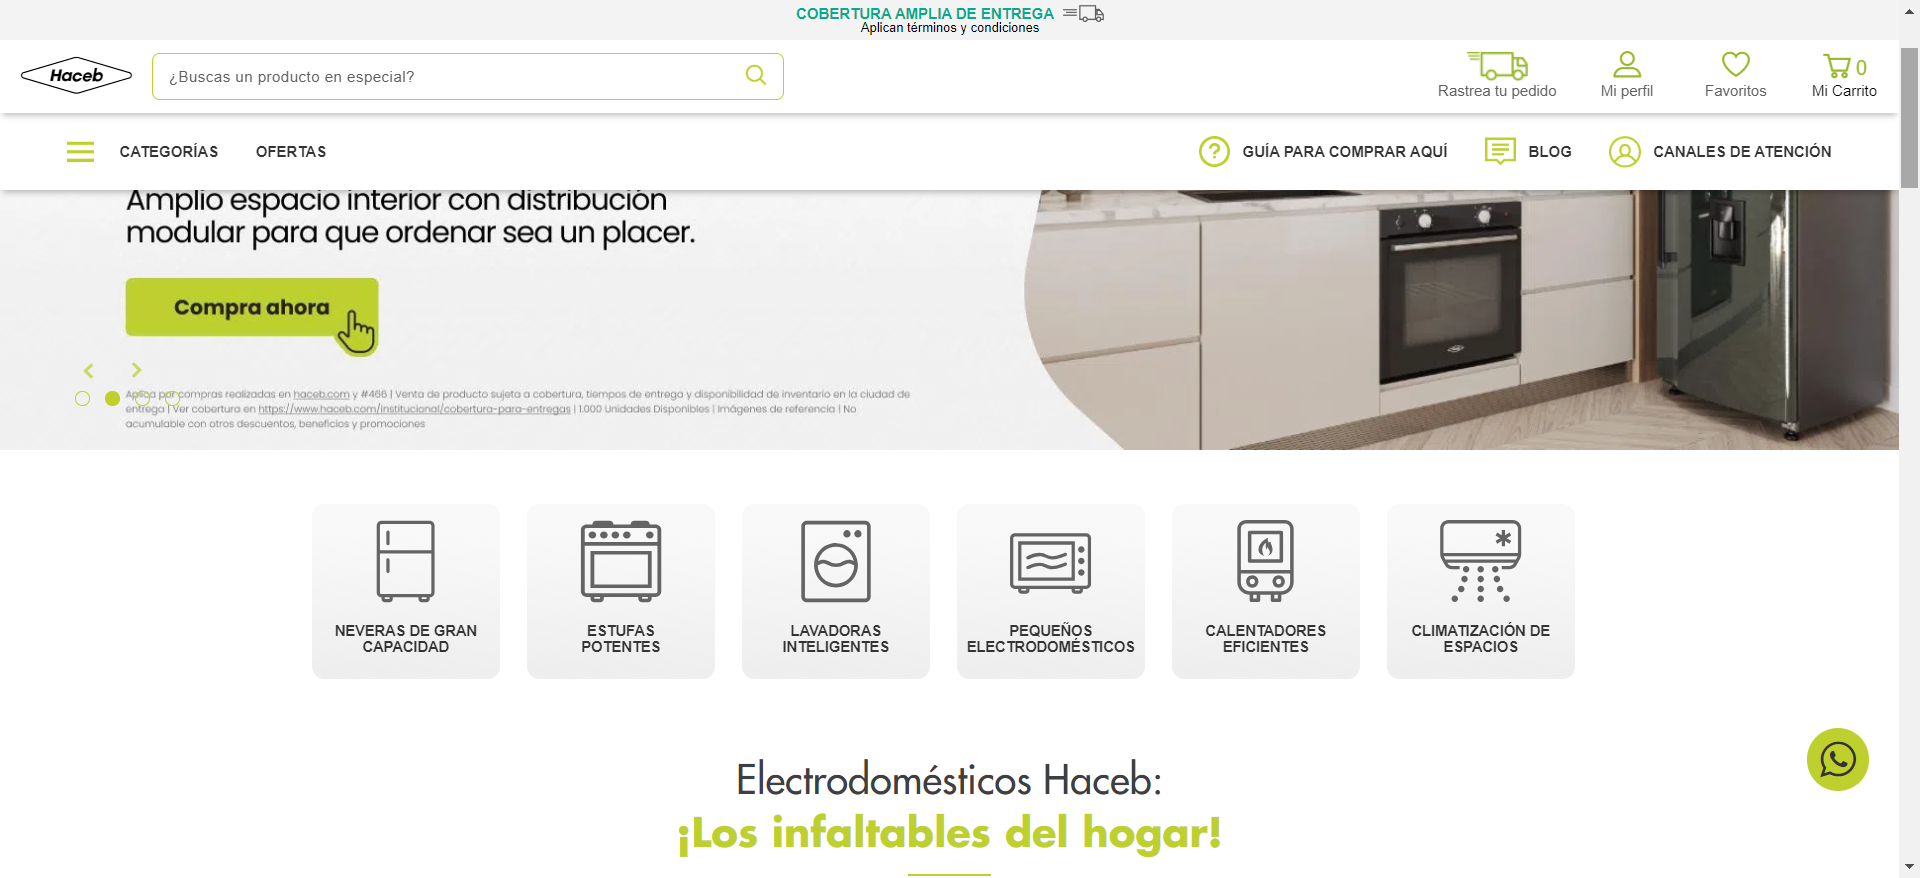 COBERTURA AMPLIA DE ENTREGA
Aplican términos y condiciones
Haceb
¿Buscas un producto en especial?
Rastrea tu pedido
Mi perfil
Favoritos
0
Mi Carrito
CATEGORÍAS
OFERTAS
GUÍA PARA COMPRAR AQUÍ
BLOG
CANALES DE ATENCIÓN
Amplio espacio interior con distribución
modular para que ordenar sea un placer.
Compra ahora
Aplica por compras realizadas en haceb.com y #466 | Venta de producto sujeta a cobertura, tiempos de entrega y disponibilidad de inventario en la ciudad de
entrega | Ver cobertura en https://www.haceb.com/institucional/cobertura-para-entregas | 1.000 Unidades Disponibles | Imágenes de referencia | No
acumulable con otros descuentos, beneficios y promociones
NEVERAS DE GRAN
CAPACIDAD
ESTUFAS
POTENTES
LAVADORAS
INTELIGENTES
PEQUEÑOS
ELECTRODOMÉSTICOS
CALENTADORES
EFICIENTES
CLIMATIZACIÓN DE
ESPACIOS
Electrodomésticos Haceb:
¡Los infaltables del hogar!